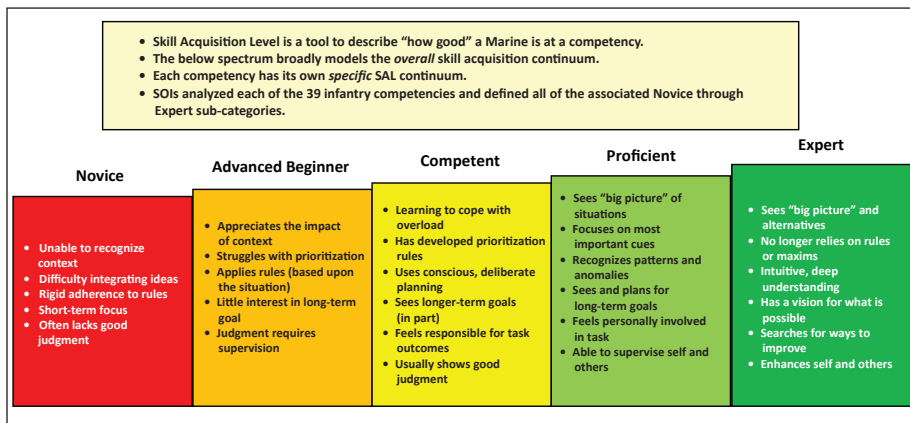 • Skill Acquisition Level is a tool to describe “how good” a Marine is at a competency.
• The below spectrum broadly models the overall skill acquisition continuum.
• Each competency has its own specific SAL continuum.
• SOIs analyzed each of the 39 infantry competencies and defined all of the associated Novice through
Expert sub-categories.
Novice
• Unable to recognize
context
• Difficulty integrating ideas
• Rigid adherence to rules
• Short-term focus
• Often lacks good
judgment
Advanced Beginner
• Appreciates the impact
of context
• Struggles with prioritization
• Applies rules (based upon
the situation)
• Little interest in long-term
goal
• Judgment requires
supervision
Competent
• Learning to cope with
overload
• Has developed prioritization
rules
• Uses conscious, deliberate
planning
• Sees longer-term goals
(in part)
• Feels responsible for task
outcomes
• Usually shows good
judgment
Proficient
• Sees “big picture” of
situations
• Focuses on most
important cues
• Recognizes patterns and
anomalies
• Sees and plans for
long-term goals
• Feels personally involved
in task
• Able to supervise self and
others
Expert
• Sees “big picture” and
alternatives
• No longer relies on rules
or maxims
• Intuitive, deep
understanding
• Has a vision for what is
possible
• Searches for ways to
improve
• Enhances self and others